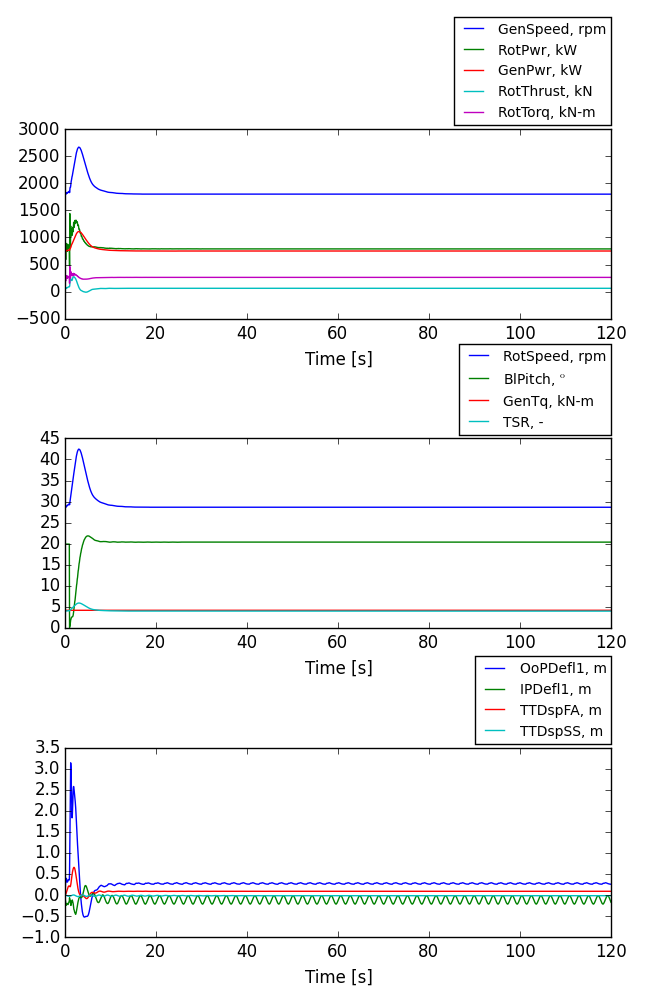 GenSpeed, rpm
RotPwr, kW
GenPwr, kW
RotThrust, kN
RotTorq, kN-m
3000
2500
2000
1500
1000
500
0
−500
0 20 40 60 80 100 120
Time [s]
RotSpeed, rpm
BlPitch, °
GenTq, kN-m
TSR, -
45
40
35
30
25
20
15
10
5
0
0 20 40 60 80 100 120
Time [s]
OoPDefl1, m
IPDefl1, m
TTDspFA, m
TTDspSS, m
3.5
3.0
2.5
2.0
1.5
1.0
0.5
0.0
−0.5
−1.0
0 20 40 60 80 100 120
Time [s]